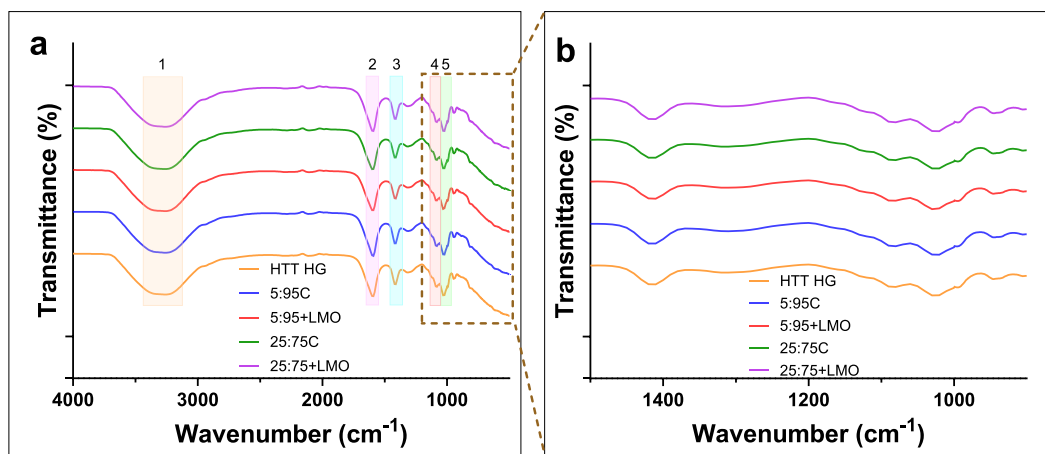 a
1 2 3 4 5
Transmittance (%)
HTT HG
5:95C
5:95+LMO
25:75C
25:75+LMO
4000 3000 2000 1000
Wavenumber (cm⁻¹)
b
Transmittance (%)
HTT HG
5:95C
5:95+LMO
25:75C
25:75+LMO
1400 1200 1000
Wavenumber (cm⁻¹)